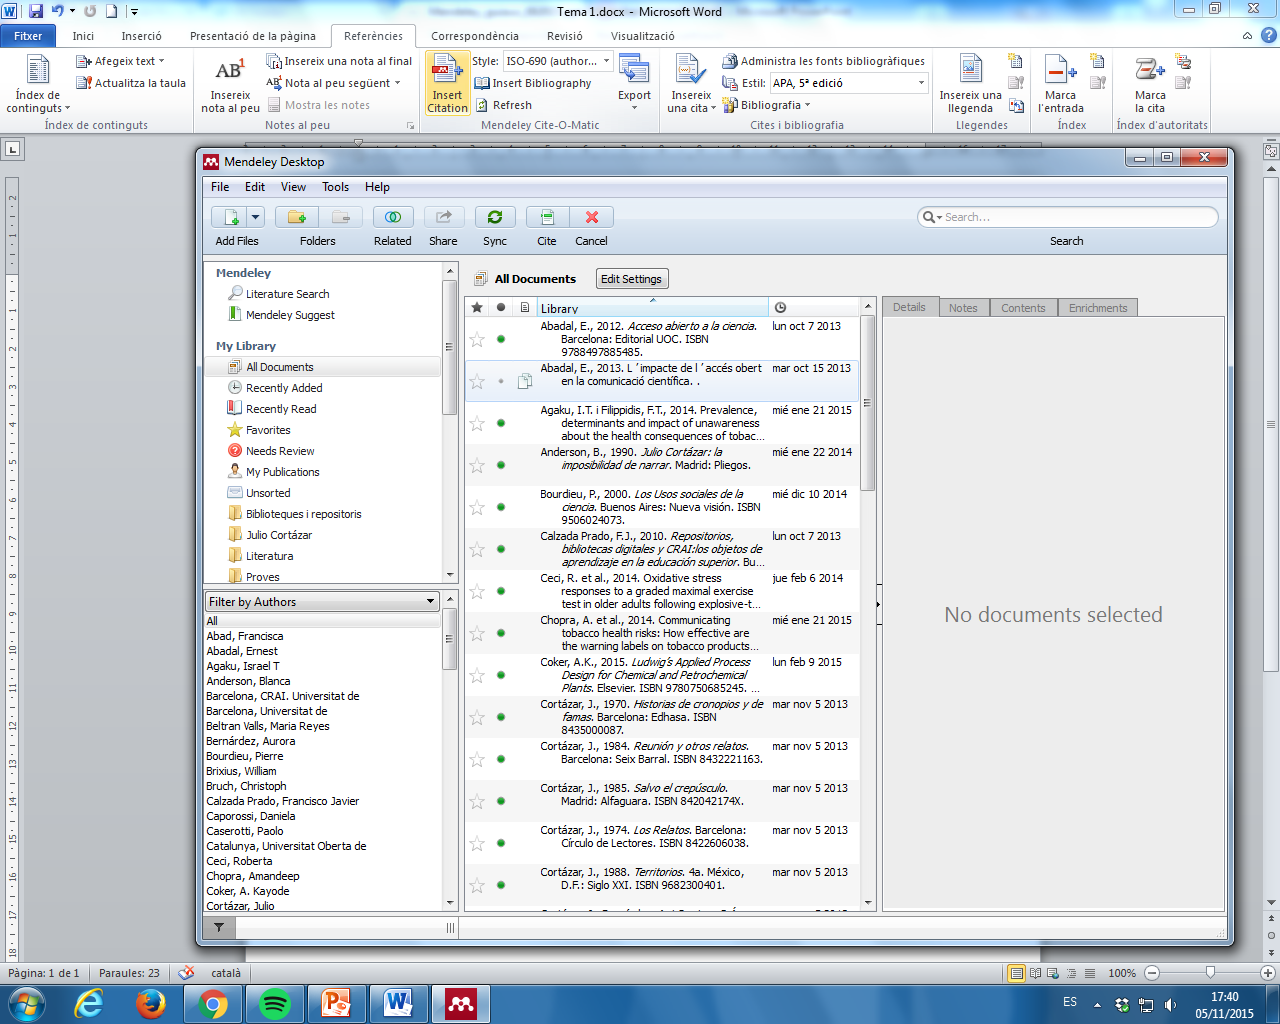 Tema 1.docx - Microsoft Word
Fitxer Inici Inserció Presentació de la pàgina Referències Correspondència Revisió Visualització
Índex de continguts
Afegeix text
Actualitza la taula
Índex de continguts
AB¹
Insereix nota al peu
Insereix una nota al final
Nota al peu següent
Mostra les notes
Notes al peu
Insert Citation
Style: ISO-690 (author...
Insert Bibliography
Refresh
Export
Mendeley Cite-O-Matic
Insereix una cita
Administra les fonts bibliogràfiques
Estil: APA, 5ª edició
Bibliografia
Cites i bibliografia
Insereix una llegenda
Llegendes
Marca l'entrada
Índex
Marca la cita
Índex d'autoritats
Mendeley Desktop
File Edit View Tools Help
Search...
Add Files Folders Related Share Sync Cite Cancel Search
Mendeley
Literature Search
Mendeley Suggest
My Library
All Documents
Recently Added
Recently Read
Favorites
Needs Review
My Publications
Unsorted
Biblioteques i repositoris
Julio Cortázar
Literatura
Proves
Filter by Authors
All
Abad, Francisca
Abadal, Ernest
Agaku, Israel T
Anderson, Blanca
Barcelona, CRAI. Universitat de
Barcelona, Universitat de
Beltran Valls, Maria Reyes
Bernárdez, Aurora
Bourdieu, Pierre
Brixius, William
Bruch, Christoph
Calzada Prado, Francisco Javier
Caporossi, Daniela
Caserotti, Paolo
Catalunya, Universitat Oberta de
Ceci, Roberta
Chopra, Amandeep
Coker, A. Kayode
Cortázar, Julio
All Documents Edit Settings
Library
Abadal, E., 2012. Acceso abierto a la ciencia. lun oct 7 2013
Barcelona: Editorial UOC. ISBN
9788497885485.
Abadal, E., 2013. L´impacte de l´accés obert mar oct 15 2013
en la comunicació científica. .
Agaku, I.T. i Filippidis, F.T., 2014. Prevalence, mié ene 21 2015
determinants and impact of unawareness
about the health consequences of tobac...
Anderson, B., 1990. Julio Cortázar: la mié ene 22 2014
imposibilidad de narrar. Madrid: Pliegos.
Bourdieu, P., 2000. Los Usos sociales de la mié dic 10 2014
ciencia. Buenos Aires: Nueva visión. ISBN
9506024073.
Calzada Prado, F.J., 2010. Repositorios, lun oct 7 2013
bibliotecas digitales y CRAI:los objetos de
aprendizaje en la educación superior. Bu...
Ceci, R. et al., 2014. Oxidative stress jue feb 6 2014
responses to a graded maximal exercise
test in older adults following explosive-t...
Chopra, A. et al., 2014. Communicating mié ene 21 2015
tobacco health risks: How effective are
the warning labels on tobacco products...
Coker, A.K., 2015. Ludwig's Applied Process lun feb 9 2015
Design for Chemical and Petrochemical
Plants. Elsevier. ISBN 9780750685245. ...
Cortázar, J., 1970. Historias de cronopios y de mar nov 5 2013
famas. Barcelona: Edhasa. ISBN
8435000087.
Cortázar, J., 1984. Reunión y otros relatos. mar nov 5 2013
Barcelona: Seix Barral. ISBN 8432221163.
Cortázar, J., 1985. Salvo el crepúsculo. mar nov 5 2013
Madrid: Alfaguara. ISBN 842042174X.
Cortázar, J., 1974. Los Relatos. Barcelona: mar nov 5 2013
Círculo de Lectores. ISBN 8422606038.
Cortázar, J., 1988. Territorios. 4a. México, mar nov 5 2013
D.F.: Siglo XXI. ISBN 9682300401.
Details Notes Contents Enrichments
No documents selected
Pàgina: 1 de 1 Paraules: 23 català 100%
ES 17:40
05/11/2015